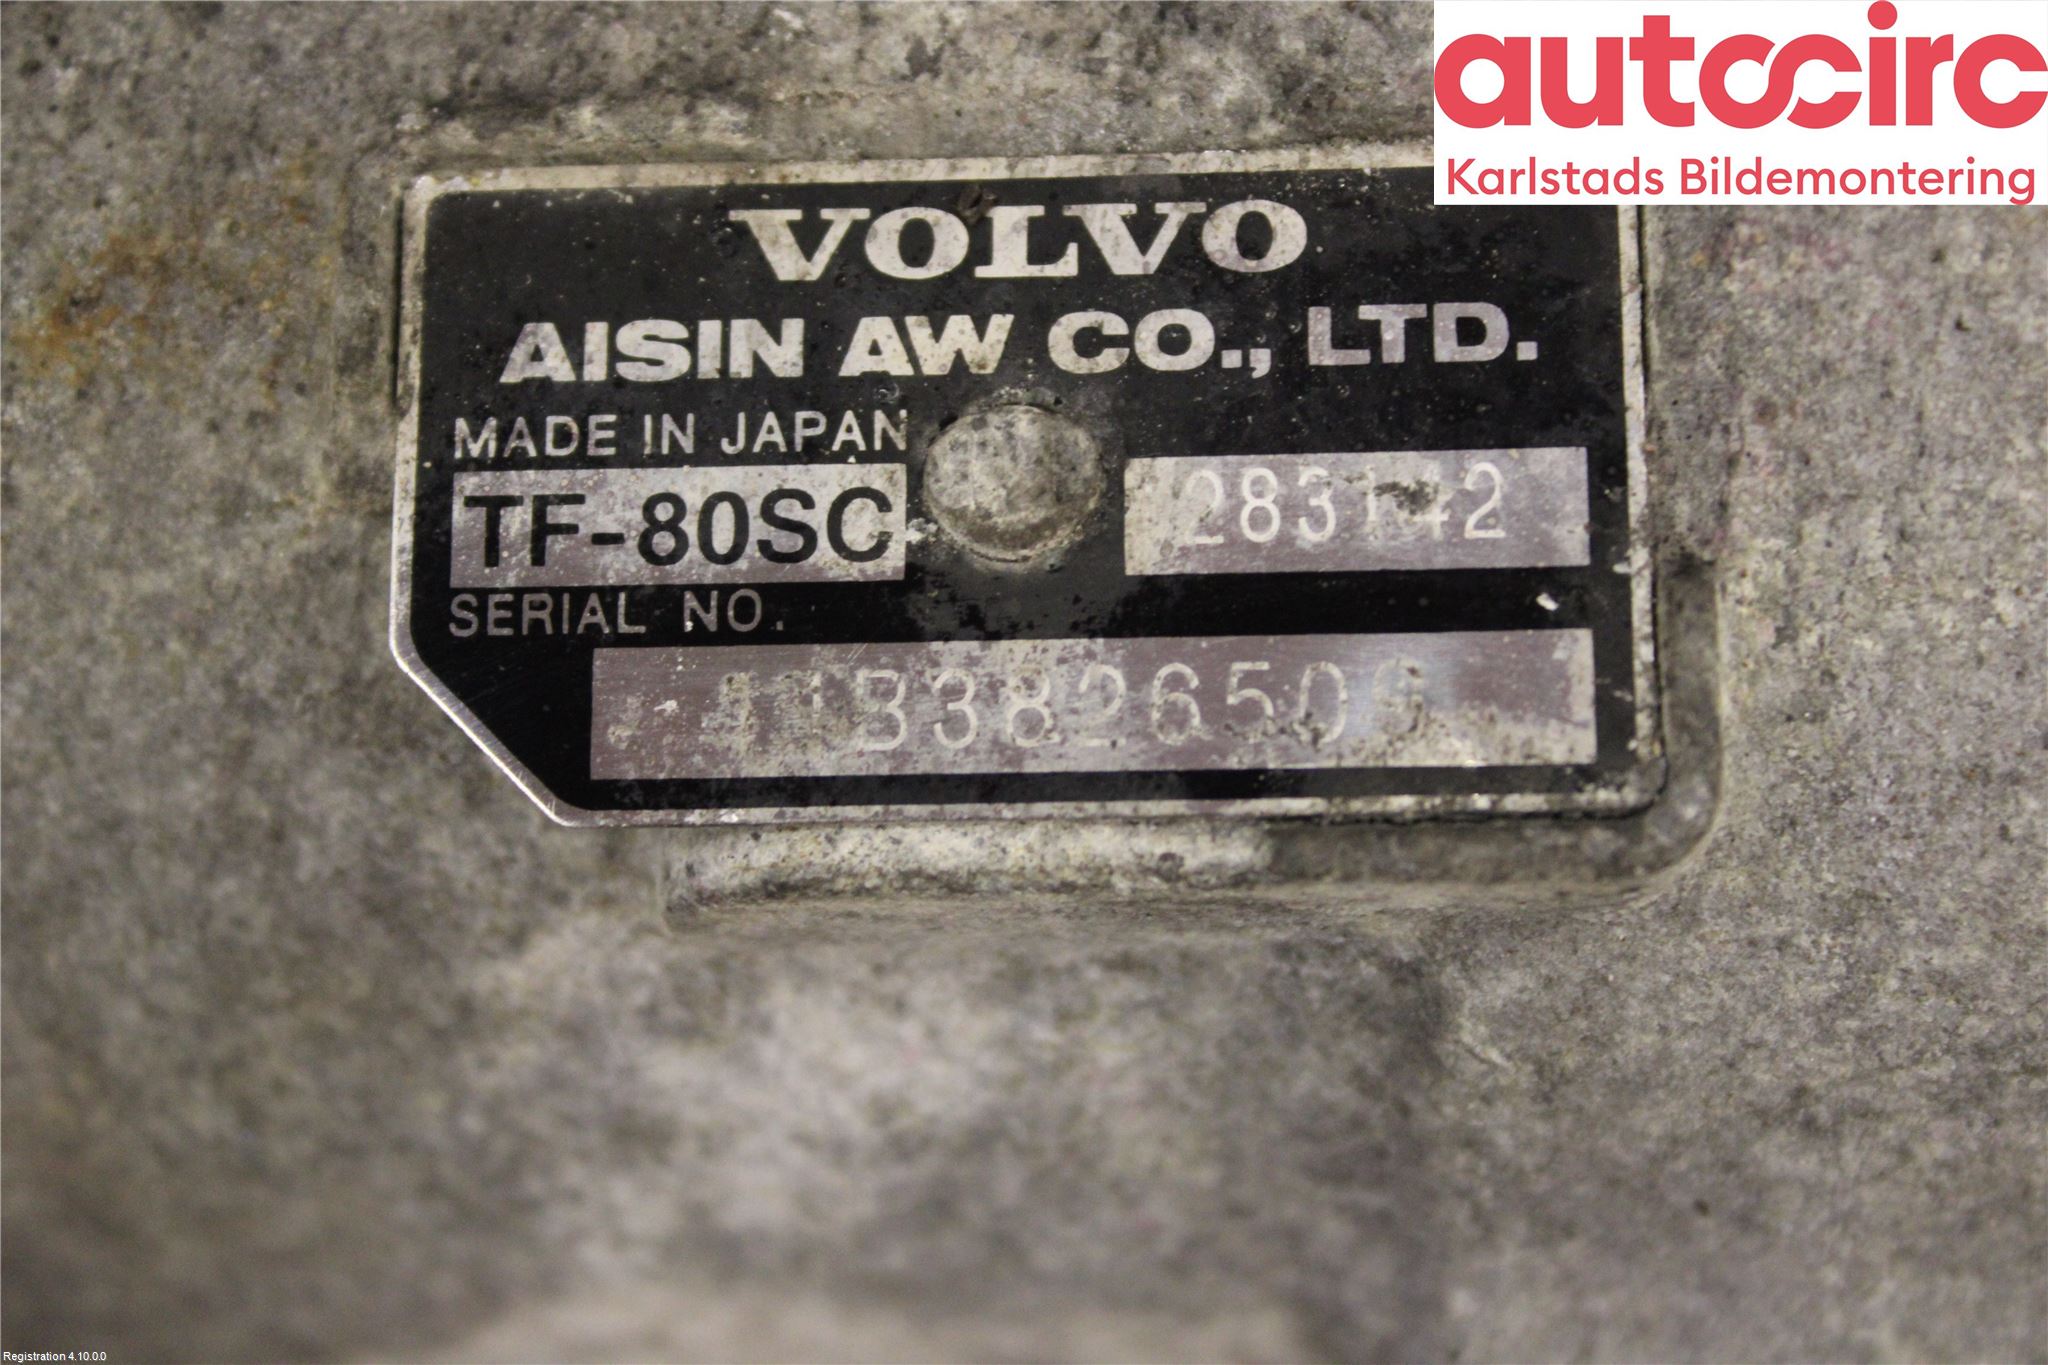 autocirc
Karlstads Bildemontering
VOLVO
AISIN AW CO., LTD.
MADE IN JAPAN
TF-80SC
283142
SERIAL NO.
Registration 4.10.0.0